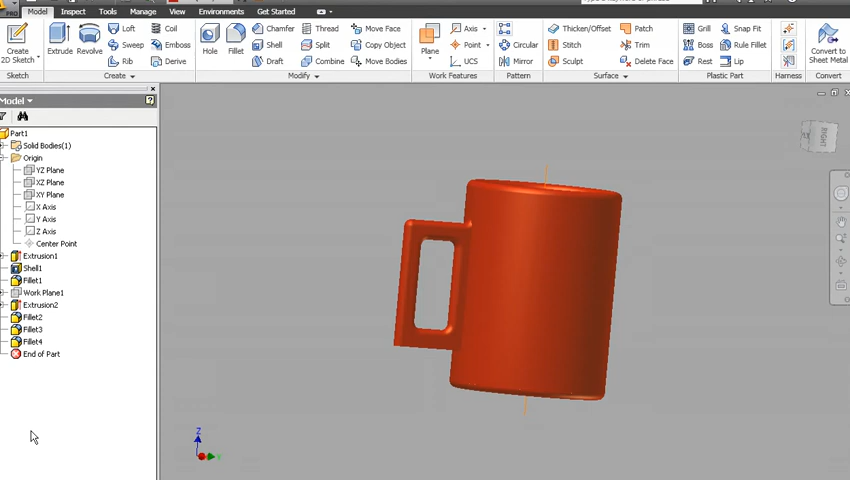 PRO
Model Inspect Tools Manage View Environments Get Started
Create 2D Sketch
Extrude
Revolve
Loft
Sweep
Rib
Coil
Emboss
Derive
Hole
Fillet
Chamfer
Shell
Draft
Thread
Split
Combine
Move Face
Copy Object
Move Bodies
Plane
Axis
Point
UCS
Circular
Mirror
Thicken/Offset
Stitch
Sculpt
Patch
Trim
Delete Face
Grill
Boss
Rest
Snap Fit
Rule Fillet
Lip
Convert to Sheet Metal
Sketch Create Modify Work Features Pattern Surface Plastic Part Harness Convert
Model
Part1
Solid Bodies(1)
Origin
YZ Plane
XZ Plane
XY Plane
X Axis
Y Axis
Z Axis
Center Point
Extrusion1
Shell1
Fillet1
Work Plane1
Extrusion2
Fillet2
Fillet3
Fillet4
End of Part
RIGHT
Z
Y